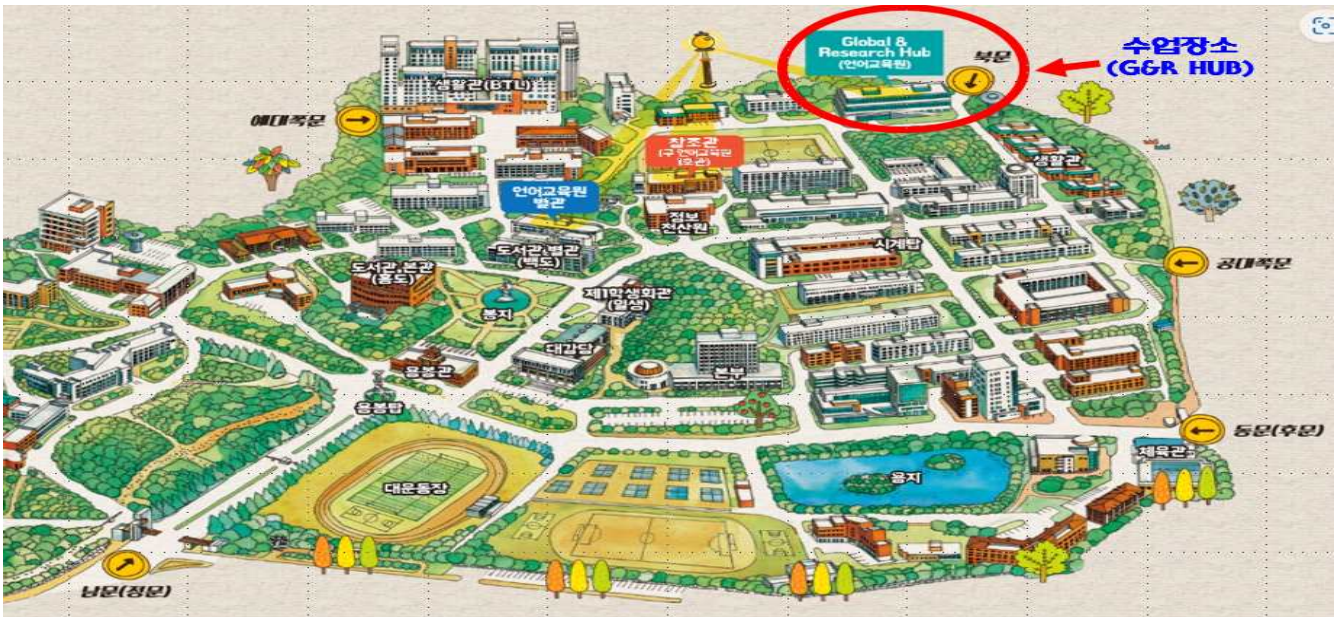 Global &
Research Hub
(언어교육원)
북문
수업장소
(G&R HUB)
생활관(BTL)
예대쪽문
창조관
(구 언어교육원
1호관)
생활관
언어교육원
별관
정보
전산원
시계탑
도서관 별관
(백도)
도서관 본관
(홍도)
공대쪽문
제1학생회관
(일생)
봉지
대강당
본부
용봉관
용봉탑
동문(후문)
체육관
용지
대운동장
남문(정문)